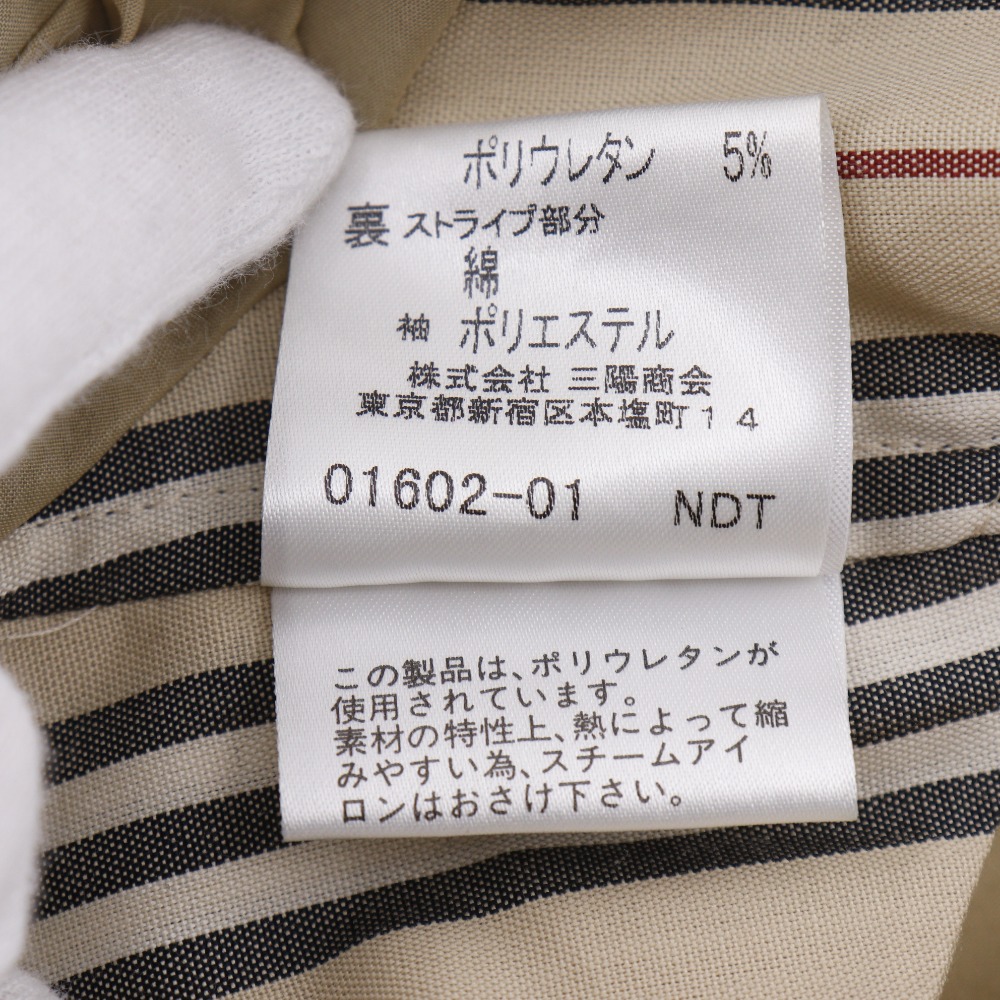 ポリウレタン 5%
裏 ストライプ部分
綿
袖 ポリエステル
株式会社 三陽商会
東京都新宿区本塩町14
01602-01 NDT
この製品は、ポリウレタンが
使用されています。
素材の特性上、熱によって縮
みやすい為、スチームアイ
ロンはおさけ下さい。